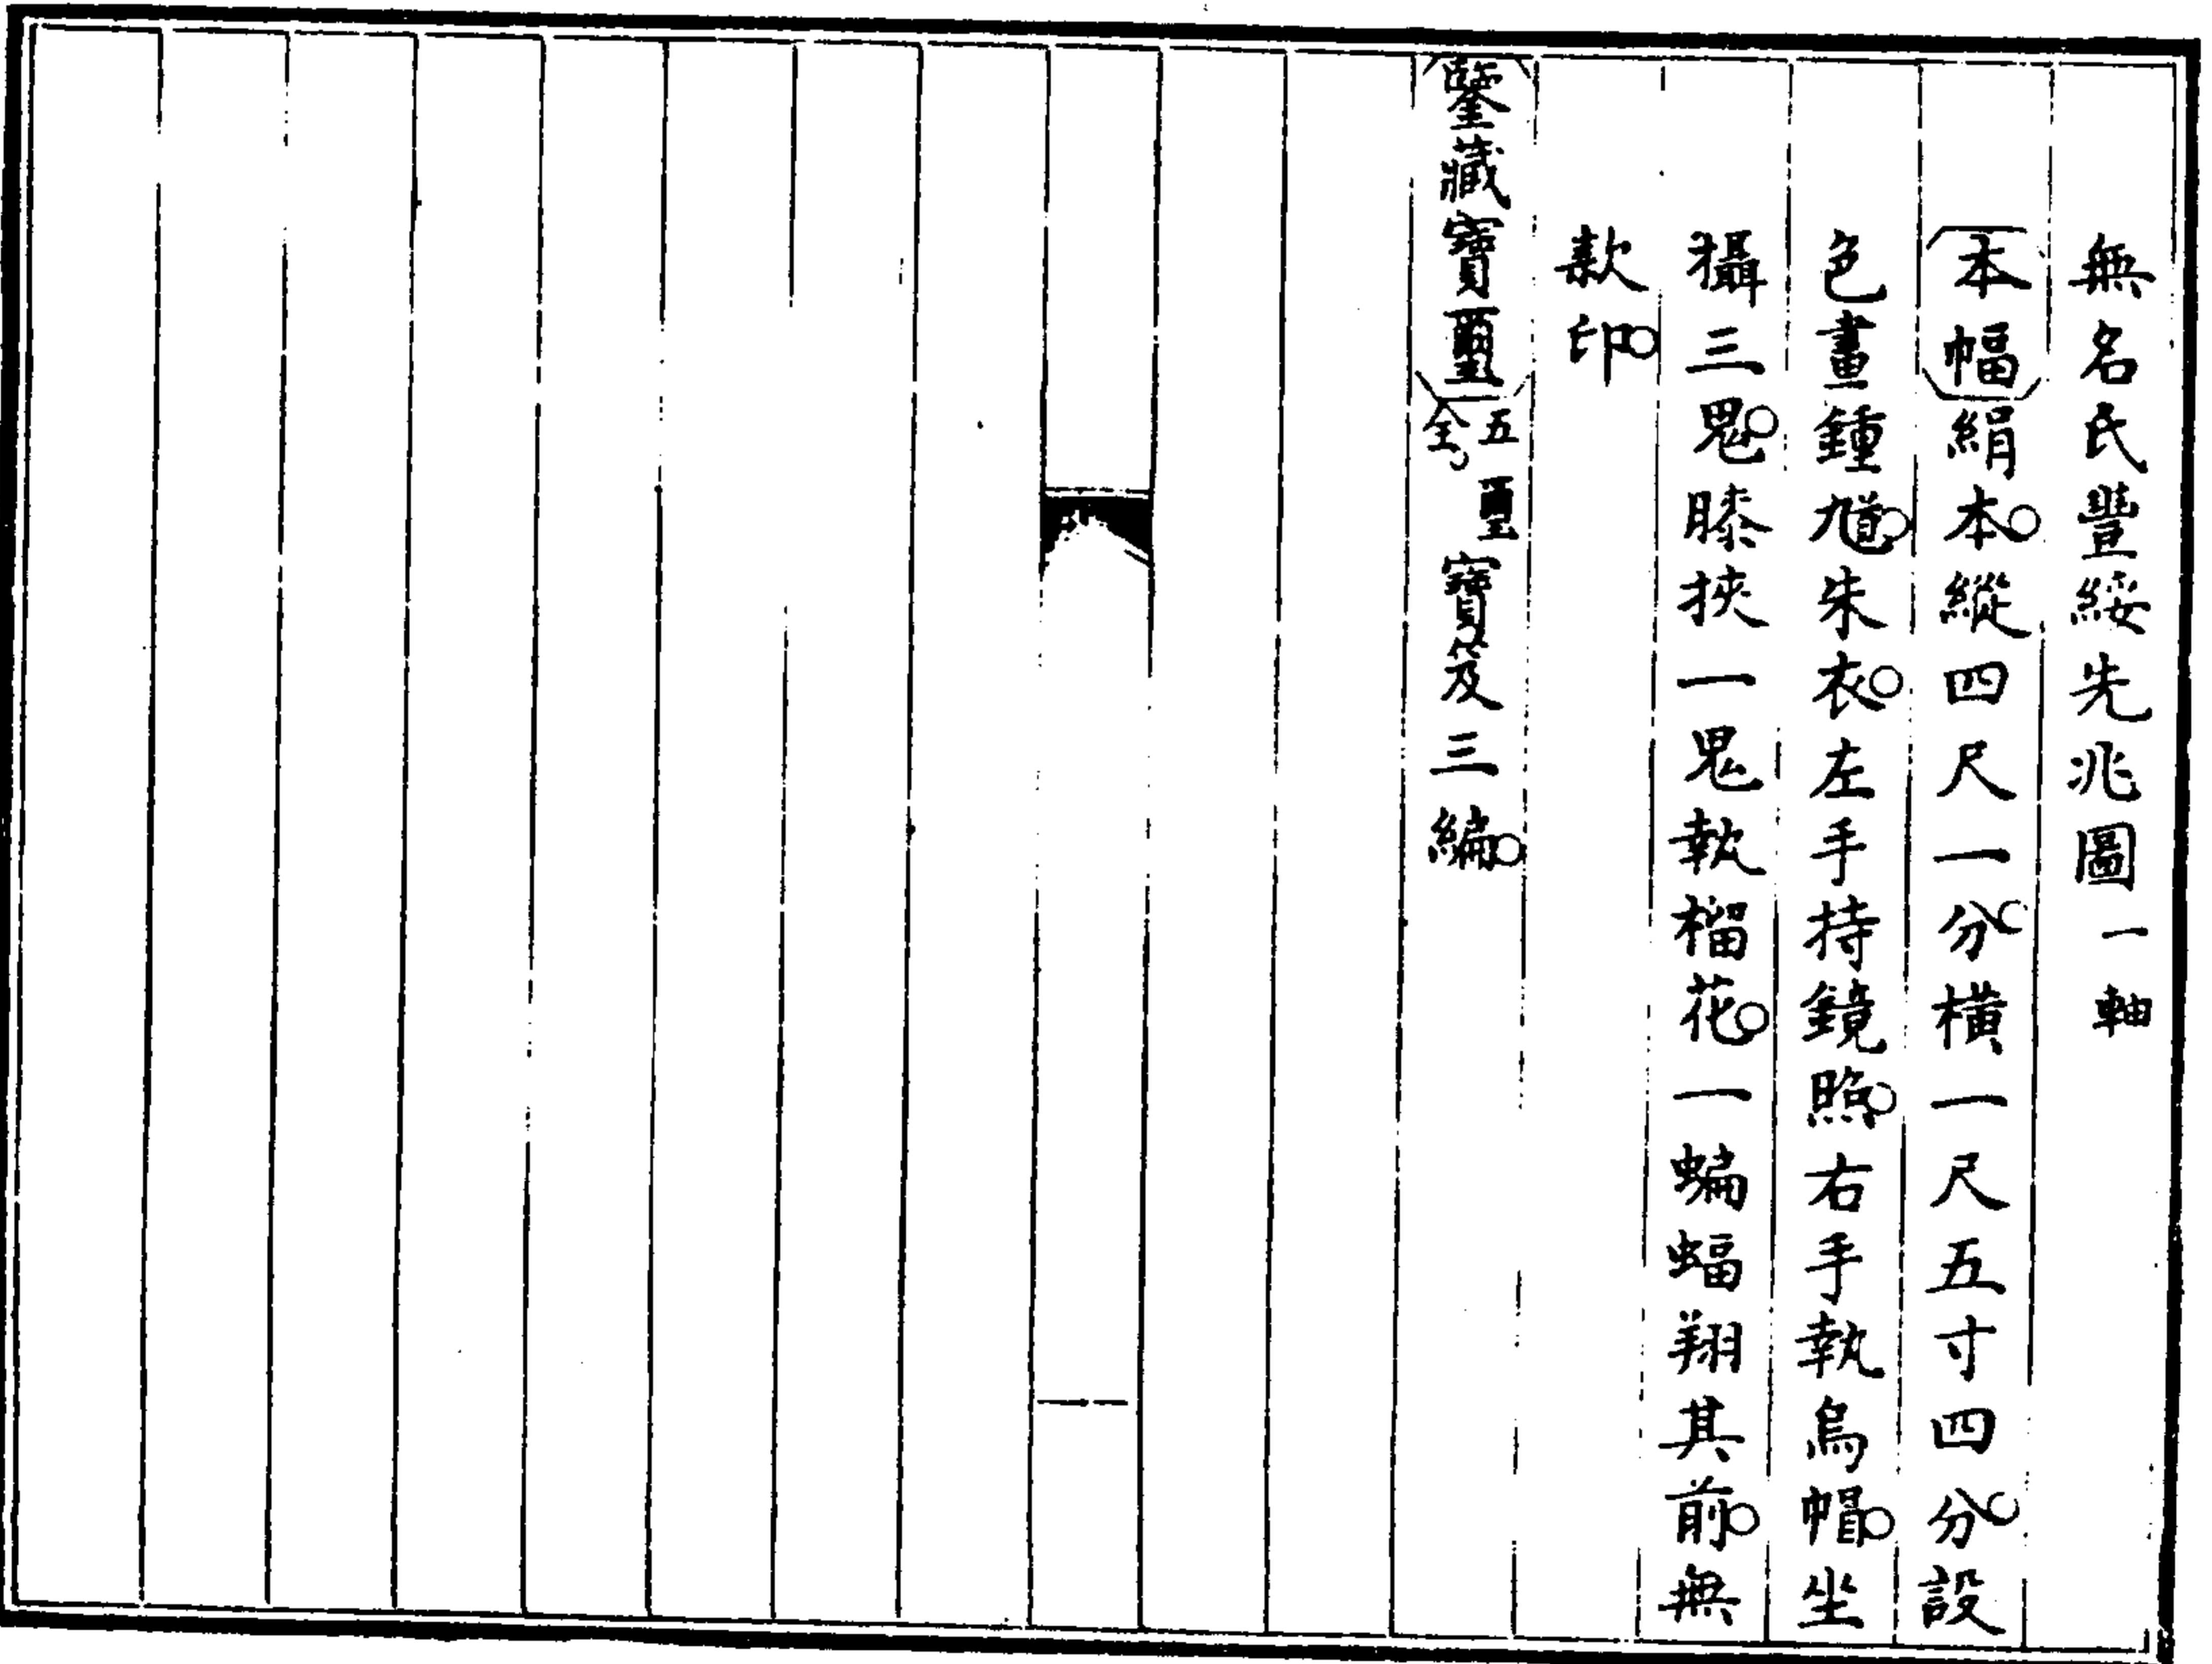 無名氏豐綏先兆圖一軸
本幅絹本縱四尺一分橫一尺五寸四分設
色畫鍾馗朱衣左手持鏡照右手執烏帽坐
攝三鬼膝挾一鬼執榴花一蝙蝠翔其前無
款印
鑒藏寶璽五璽全寶笈三編